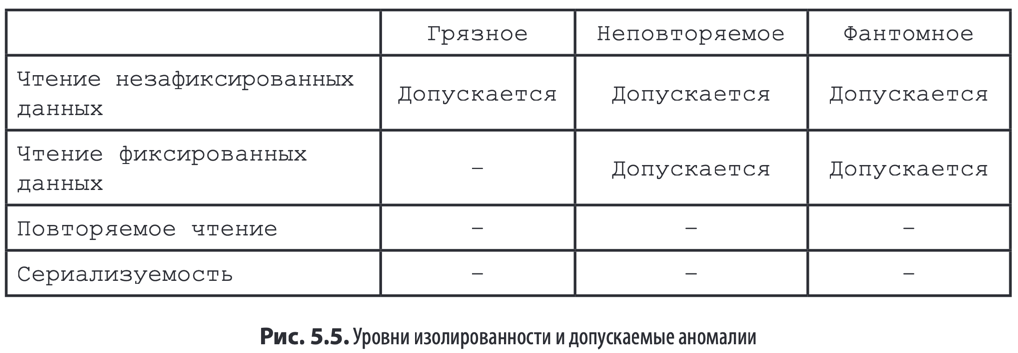 Грязное Неповторяемое Фантомное
Чтение незафиксированных
данных Допускается Допускается Допускается
Чтение фиксированных
данных – Допускается Допускается
Повторяемое чтение – – –
Сериализуемость – – –
Рис. 5.5. Уровни изолированности и допускаемые аномалии